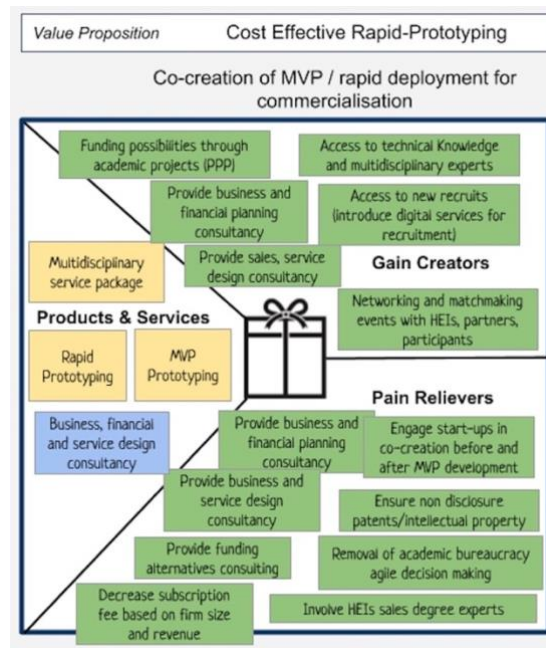 Value Proposition
Cost Effective Rapid-Prototyping
Co-creation of MVP / rapid deployment for
commercialisation
Funding possibilities through
academic projects (PPP)
Access to technical Knowledge
and multidisciplinary experts
Provide business and
financial planning
consultancy
Access to new recruits
(introduce digital services for
recruitment)
Multidisciplinary
service package
Provide sales, service
design consultancy
Gain Creators
Networking and matchmaking
events with HEIs, partners,
participants
Products & Services
Rapid
Prototyping
MVP
Prototyping
Pain Relievers
Business, financial
and service design
consultancy
Provide business and
financial planning
consultancy
Engage start-ups in
co-creation before and
after MVP development
Provide business and
service design
consultancy
Ensure non disclosure
patents/intellectual property
Provide funding
alternatives consulting
Removal of academic bureaucracy
agile decision making
Decrease subscription
fee based on firm size
and revenue
Involve HEIs sales degree experts